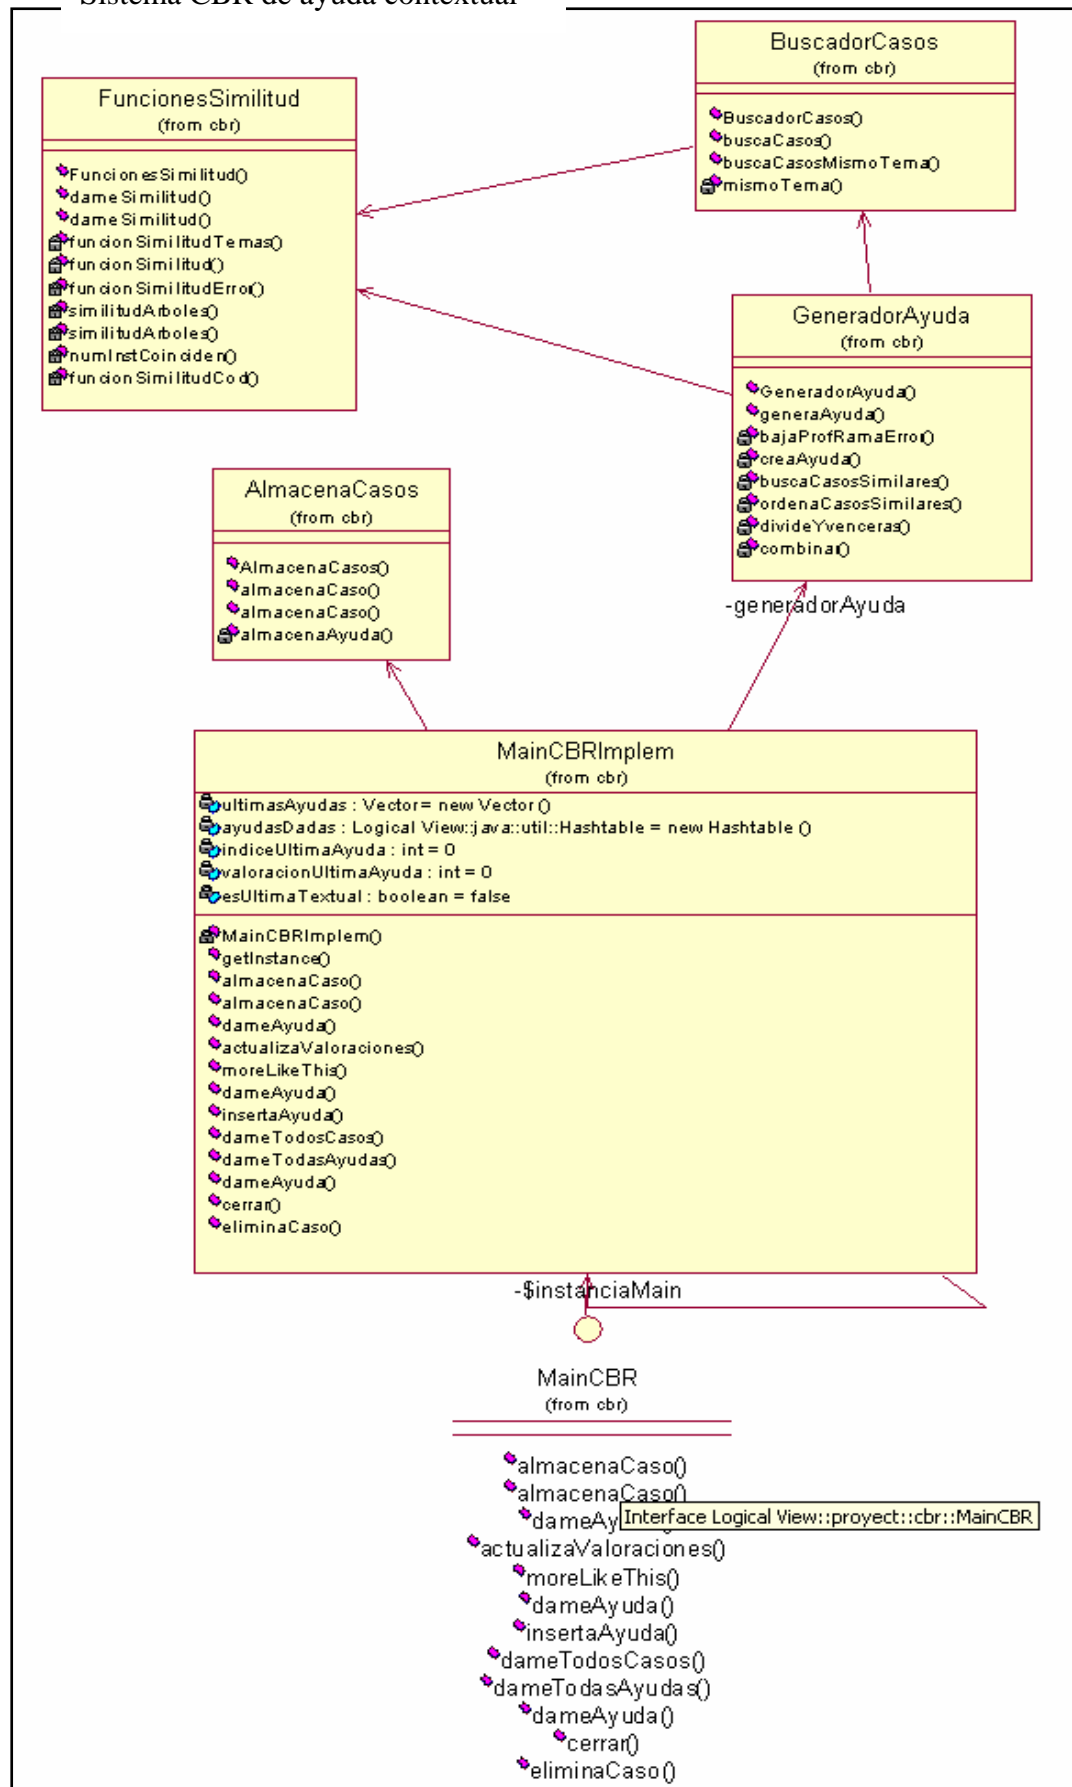 Sistema CBR de ayuda contextual
BuscadorCasos
(from cbr)
BuscadorCasos()
buscaCasos()
buscaCasosMismoTema()
mismoTema()
FuncionesSimilitud
(from cbr)
FuncionesSimilitud()
dameSimilitud()
dameSimilitud()
funcionSimilitudTemas()
funcionSimilitud()
funcionSimilitudError()
similitudArboles()
similitudArboles()
numInstCoinciden()
funcionSimilitudCod()
GeneradorAyuda
(from cbr)
GeneradorAyuda()
generaAyuda()
bajaProfRamaError()
creaAyuda()
buscaCasosSimilares()
ordenaCasosSimilares()
divideYvenceras()
combinar()
-generadorAyuda
AlmacenaCasos
(from cbr)
AlmacenaCasos()
almacenaCaso()
almacenaCaso()
almacenaAyuda()
MainCBRImplem
(from cbr)
ultimasAyudas : Vector = new Vector ()
ayudasDadas : Logical View::java::util::Hashtable = new Hashtable ()
indiceUltimaAyuda : int = 0
valoracionUltimaAyuda : int = 0
esUltimaTextual : boolean = false
MainCBRImplem()
getInstance()
almacenaCaso()
almacenaCaso()
dameAyuda()
actualizaValoraciones()
moreLikeThis()
dameAyuda()
insertaAyuda()
dameTodosCasos()
dameTodasAyudas()
dameAyuda()
cerrar()
eliminaCaso()
-$instanciaMain
MainCBR
(from cbr)
almacenaCaso()
almacenaCaso()
dameAy
Interface Logical View::proyect::cbr::MainCBR
actualizaValoraciones()
moreLikeThis()
dameAyuda()
insertaAyuda()
dameTodosCasos()
dameTodasAyudas()
dameAyuda()
cerrar()
eliminaCaso()